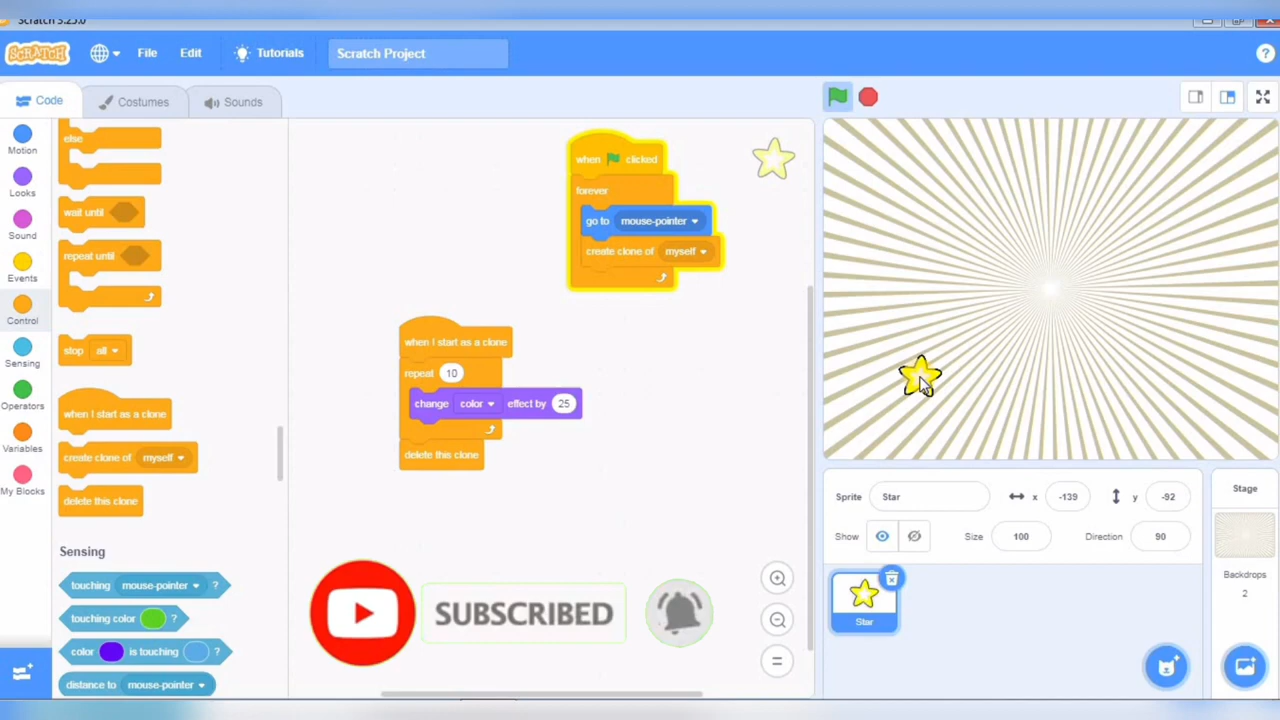 Scratch 3.25.0
SCRATCH File Edit Tutorials Scratch Project ?
Code Costumes Sounds
Motion
Looks
Sound
Events
Control
Sensing
Operators
Variables
My Blocks
else
wait until
repeat until
stop all
when I start as a clone
create clone of myself
delete this clone
Sensing
touching mouse-pointer ?
touching color ?
color is touching ?
distance to mouse-pointer
when clicked
forever
go to mouse-pointer
create clone of myself
when I start as a clone
repeat 10
change color effect by 25
delete this clone
SUBSCRIBED
Sprite Star x -139 y -92
Show Size 100 Direction 90
Star
Stage
Backdrops
2